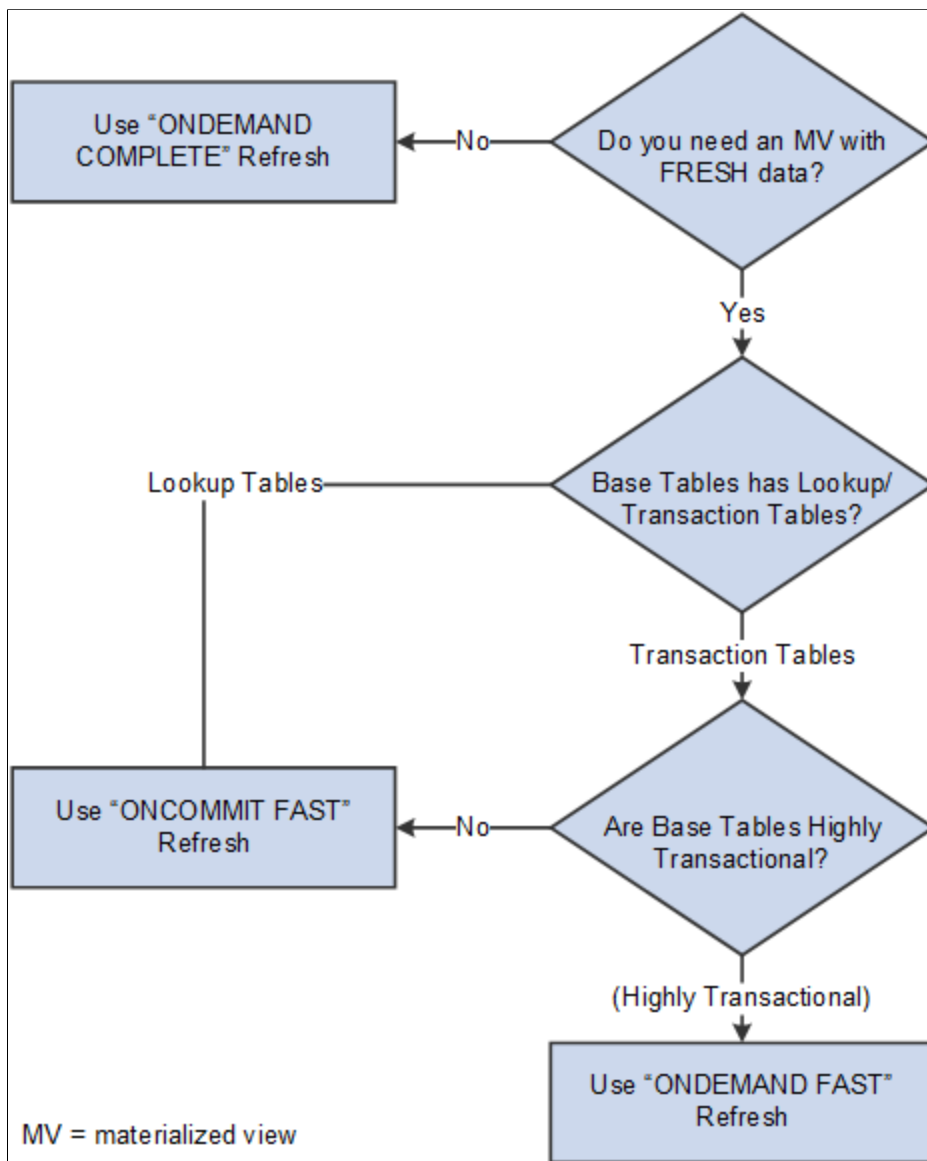 Use “ONDEMAND
COMPLETE” Refresh
No
Do you need an MV with
FRESH data?
Yes
Lookup Tables
Base Tables has Lookup/
Transaction Tables?
Transaction Tables
Use “ONCOMMIT FAST”
Refresh
No
Are Base Tables Highly
Transactional?
(Highly Transactional)
Use “ONDEMAND FAST”
Refresh
MV = materialized view